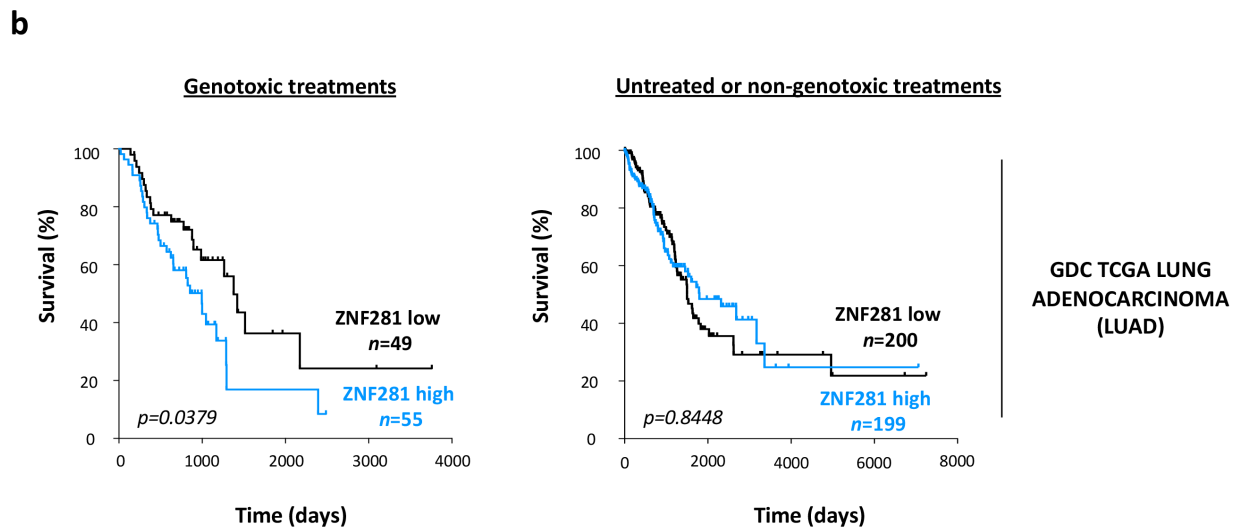 b
Genotoxic treatments
Untreated or non-genotoxic treatments
Survival (%)
100
80
60
40
20
0
ZNF281 low
n=49
ZNF281 high
n=55
p=0.0379
0 1000 2000 3000 4000
Time (days)
Survival (%)
100
80
60
40
20
0
ZNF281 low
n=200
ZNF281 high
n=199
p=0.8448
0 2000 4000 6000 8000
Time (days)
GDC TCGA LUNG
ADENOCARCINOMA
(LUAD)